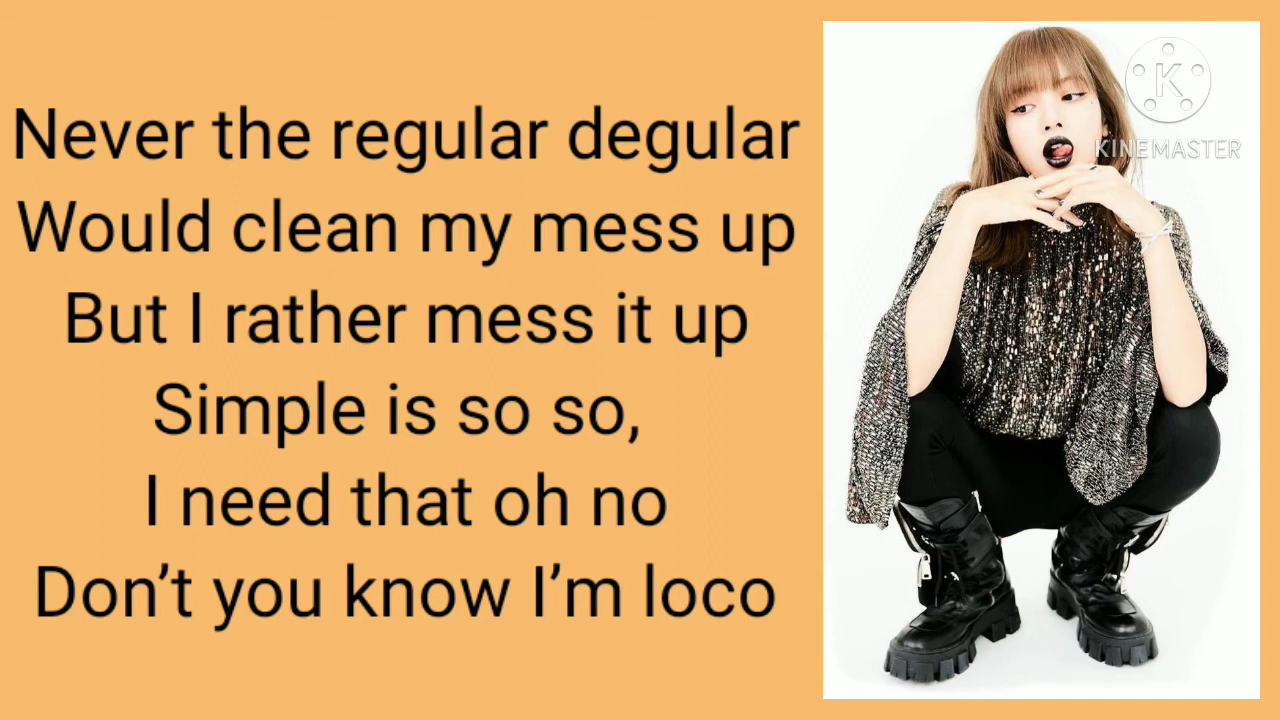 Never the regular degular
Would clean my mess up
But I rather mess it up
Simple is so so,
I need that oh no
Don’t you know I’m loco
K
KINEMASTER